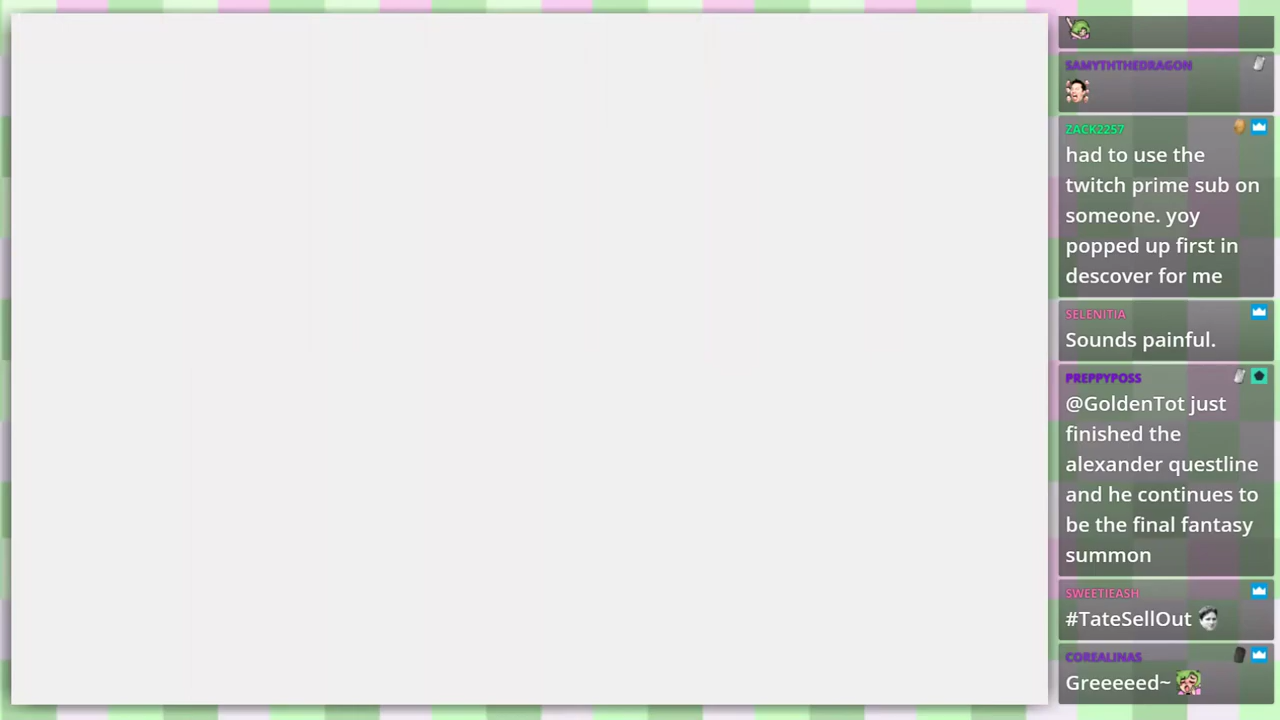 SAMYTHTHEDRAGON
ZACK2257
had to use the
twitch prime sub on
someone. yoy
popped up first in
descover for me
SELENITIA
Sounds painful.
PREPPYPOSS
@GoldenTot just
finished the
alexander questline
and he continues to
be the final fantasy
summon
SWEETIEASH
#TateSellOut
COREALINAS
Greeeeed~